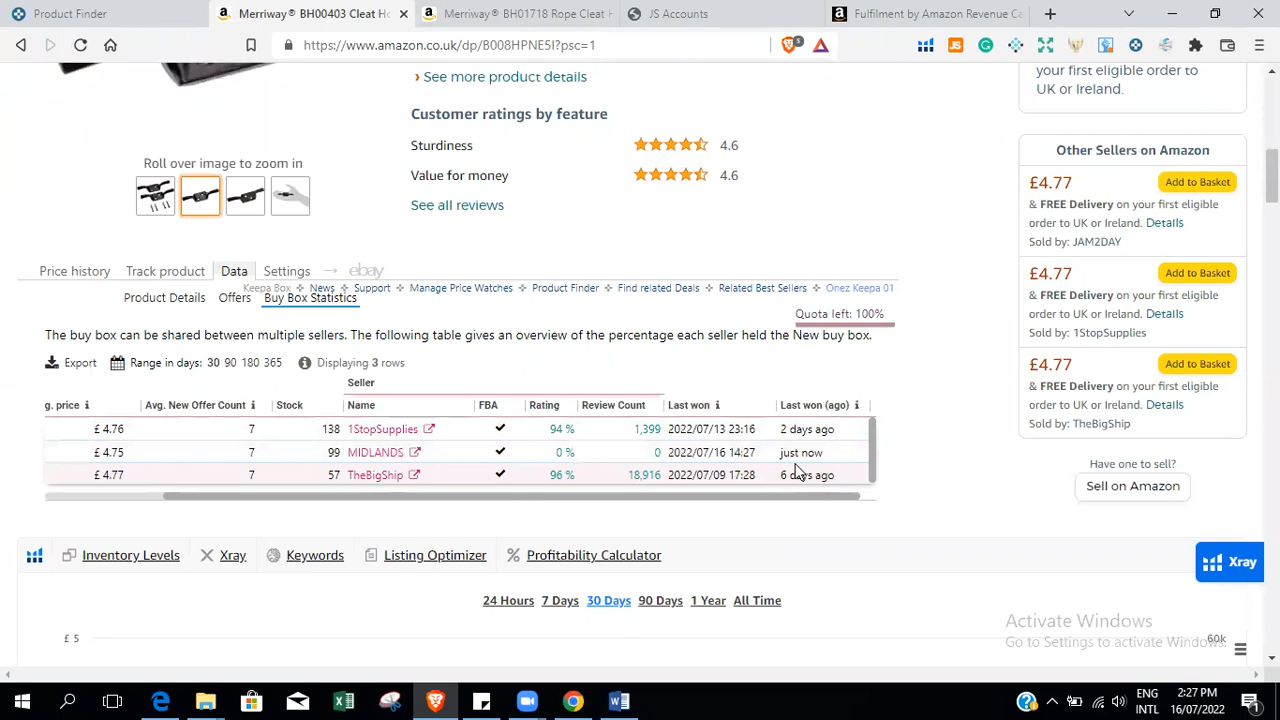 Product Finder
Merriway® BH00403 Cleat Ho
Merriway® BH01718 Rope Cleat H
JS Accounts
Fulfilment by Amazon Revenue Ca
https://www.amazon.co.uk/dp/B008HPNE5I?psc=1
5
› See more product details
Customer ratings by feature
Sturdiness 4.6
Value for money 4.6
See all reviews
Roll over image to zoom in
your first eligible order to
UK or Ireland.
Other Sellers on Amazon
£4.77 Add to Basket
& FREE Delivery on your first eligible
order to UK or Ireland. Details
Sold by: JAM2DAY
£4.77 Add to Basket
& FREE Delivery on your first eligible
order to UK or Ireland. Details
Sold by: 1StopSupplies
£4.77 Add to Basket
& FREE Delivery on your first eligible
order to UK or Ireland. Details
Sold by: TheBigShip
Have one to sell?
Sell on Amazon
Price history Track product Data Settings → ebay
Keepa Box News Support Manage Price Watches Product Finder Find related Deals Related Best Sellers Onez Keepa 01
Product Details Offers Buy Box Statistics
Quota left: 100%
The buy box can be shared between multiple sellers. The following table gives an overview of the percentage each seller held the New buy box.
Export Range in days: 30 90 180 365 Displaying 3 rows
Seller
g. price Avg. New Offer Count Stock Name FBA Rating Review Count Last won Last won (ago)
£ 4.76 7 138 1StopSupplies ✔ 94 % 1,399 2022/07/13 23:16 2 days ago
£ 4.75 7 99 MIDLANDS ✔ 0 % 0 2022/07/16 14:27 just now
£ 4.77 7 57 TheBigShip ✔ 96 % 18,916 2022/07/09 17:28 6 days ago
Inventory Levels Xray Keywords Listing Optimizer Profitability Calculator
Xray
24 Hours 7 Days 30 Days 90 Days 1 Year All Time
£ 5
60k
Activate Windows
Go to Settings to activate Windows.
ENG
INTL
2:27 PM
16/07/2022
1